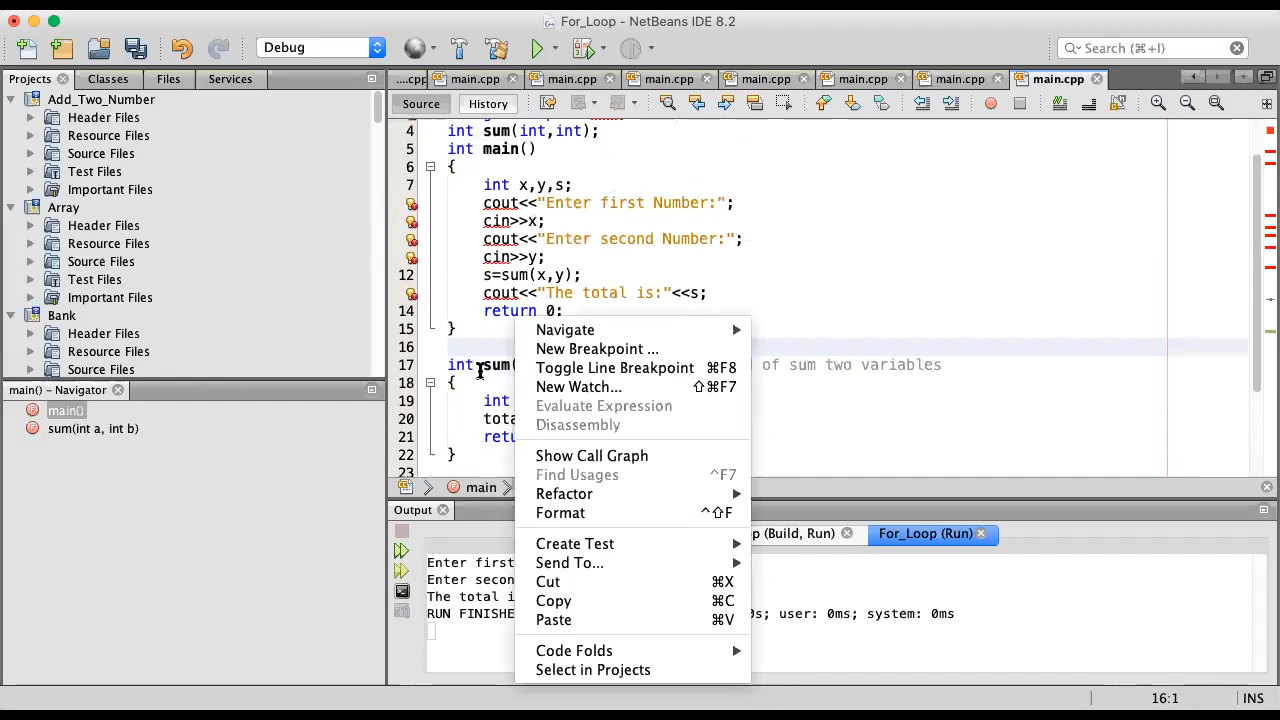 For_Loop - NetBeans IDE 8.2
Debug
Search (⌘+I)
Projects
Classes
Files
Services
....cpp
main.cpp
main.cpp
main.cpp
main.cpp
main.cpp
main.cpp
main.cpp
Source
History
Add_Two_Number
Header Files
Resource Files
Source Files
Test Files
Important Files
Array
Header Files
Resource Files
Source Files
Test Files
Important Files
Bank
Header Files
Resource Files
Source Files
main() - Navigator
main()
sum(int a, int b)
4 int sum(int,int);
5 int main()
6 {
7 int x,y,s;
cout<<"Enter first Number:";
cin>>x;
cout<<"Enter second Number:";
cin>>y;
12 s=sum(x,y);
cout<<"The total is:"<<s;
14 return 0;
15 }
16
17 int sum( of sum two variables
18 {
19 int
20 tota
21 retu
22 }
23
Navigate
New Breakpoint ...
Toggle Line Breakpoint ⌘F8
New Watch... ⇧⌘F7
Evaluate Expression
Disassembly
Show Call Graph
Find Usages ^F7
Refactor
Format ^⇧F
Create Test
Send To...
Cut ⌘X
Copy ⌘C
Paste ⌘V
Code Folds
Select in Projects
main
Output
p (Build, Run)
For_Loop (Run)
Enter first
Enter secon
The total i
RUN FINISHE 0s; user: 0ms; system: 0ms
16:1
INS